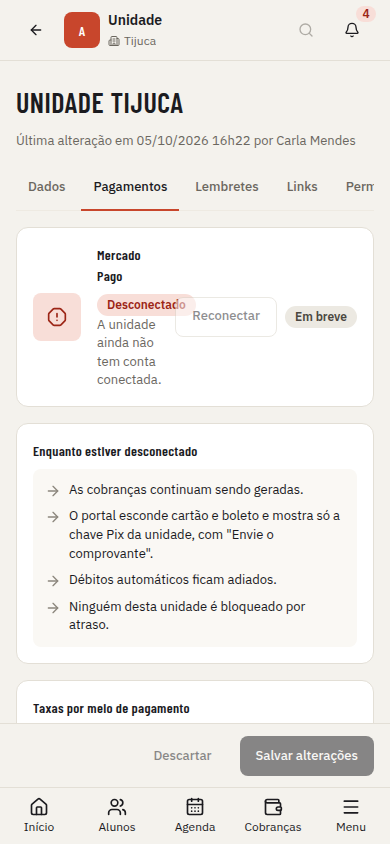 Unidade
4
A
Tijuca
UNIDADE TIJUCA
Última alteração em 05/10/2026 16h22 por Carla Mendes
Dados Pagamentos Lembretes Links Perm
Mercado
Pago
Desconectado
Reconectar
Em breve
A unidade
ainda não
tem conta
conectada.
Enquanto estiver desconectado
As cobranças continuam sendo geradas.
O portal esconde cartão e boleto e mostra só a
chave Pix da unidade, com "Envie o
comprovante".
Débitos automáticos ficam adiados.
Ninguém desta unidade é bloqueado por
atraso.
Taxas por meio de pagamento
Descartar Salvar alterações
Início Alunos Agenda Cobranças Menu